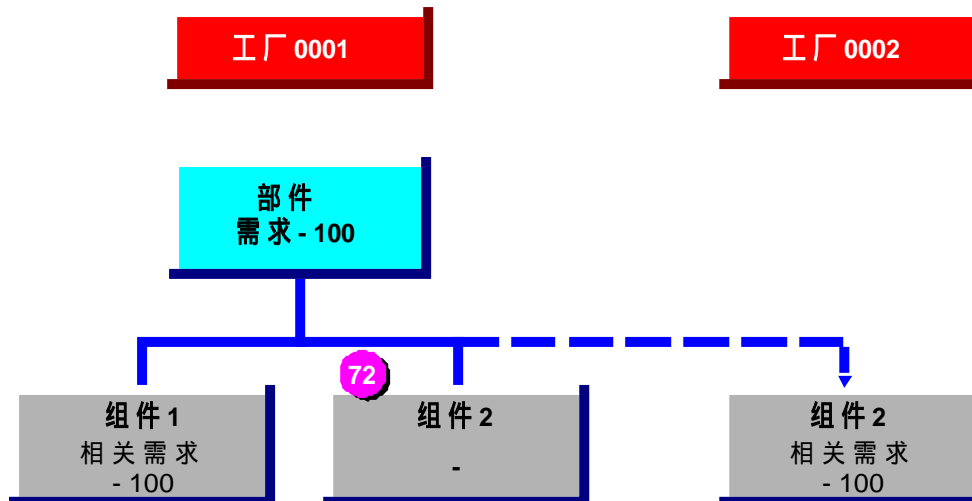 工厂 0001
工厂 0002
部件
需求 - 100
72
组件 1
相关需求
- 100
组件 2
-
组件 2
相关需求
- 100